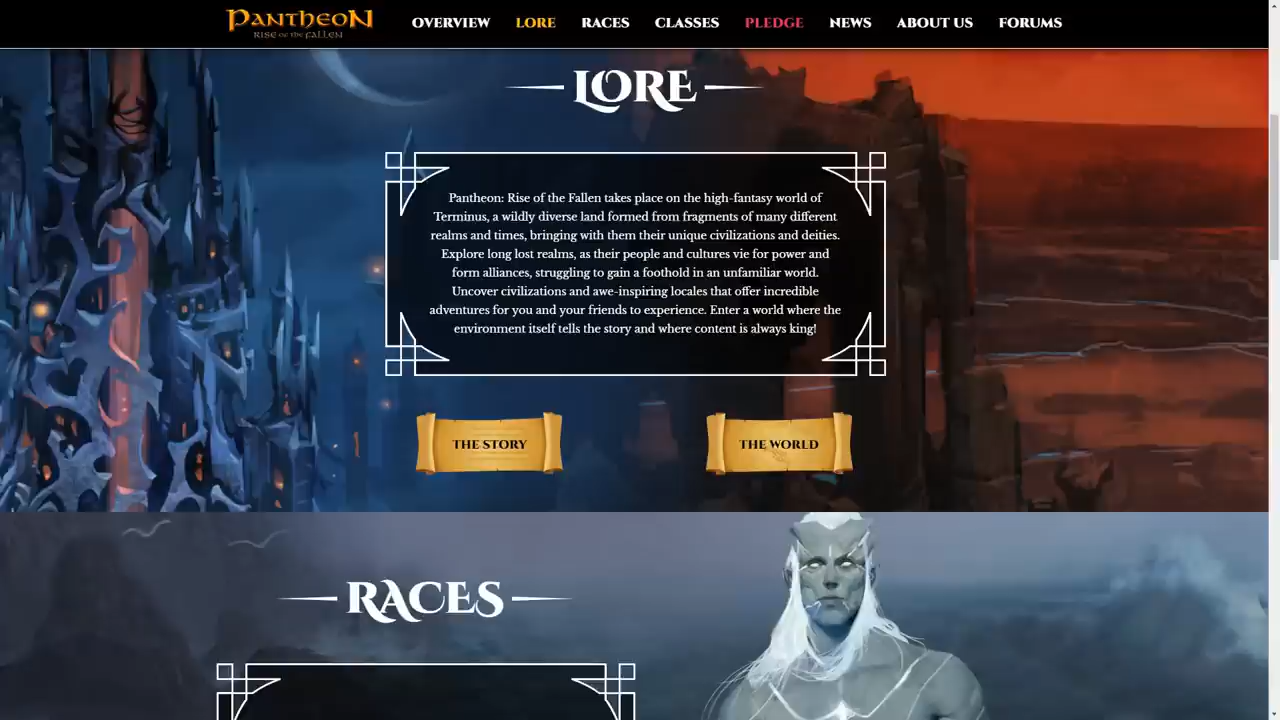 PANTHEON
RISE OF THE FALLEN
OVERVIEW LORE RACES CLASSES PLEDGE NEWS ABOUT US FORUMS
LORE
Pantheon: Rise of the Fallen takes place on the high-fantasy world of
Terminus, a wildly diverse land formed from fragments of many different
realms and times, bringing with them their unique civilizations and deities.
Explore long lost realms, as their people and cultures vie for power and
form alliances, struggling to gain a foothold in an unfamiliar world.
Uncover civilizations and awe-inspiring locales that offer incredible
adventures for you and your friends to experience. Enter a world where the
environment itself tells the story and where content is always king!
THE STORY THE WORLD
RACES